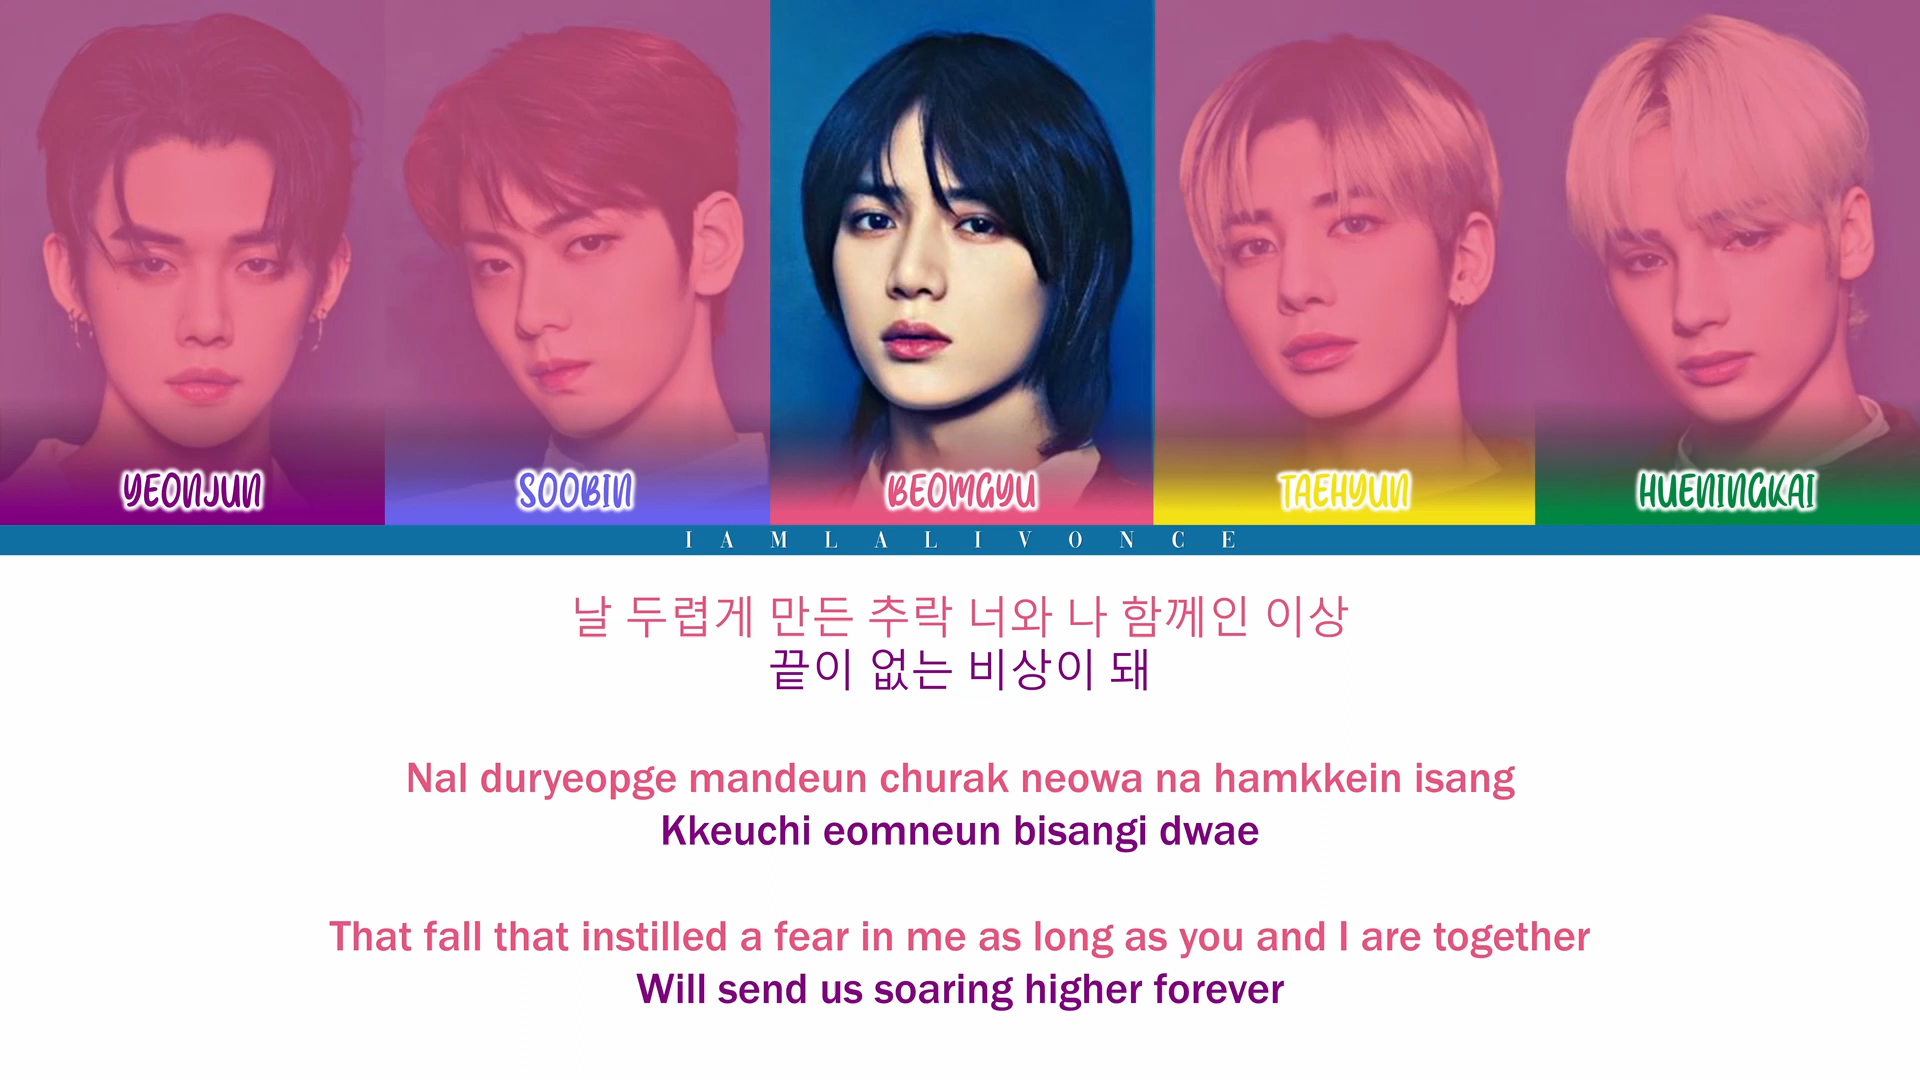 YEONJUN SOOBIN BEOMGYU TAEHYUN HUENINGKAI
IAMLALIVONCE
날 두렵게 만든 추락 너와 나 함께인 이상
끝이 없는 비상이 돼
Nal duryeopge mandeun churak neowa na hamkkein isang
Kkeuchi eomneun bisangi dwae
That fall that instilled a fear in me as long as you and I are together
Will send us soaring higher forever